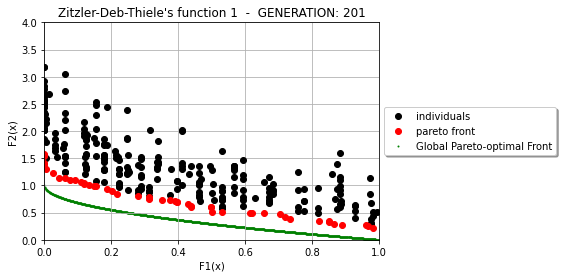 Zitzler-Deb-Thiele's function 1 - GENERATION: 201
4.0
3.5
3.0
2.5
2.0
1.5
1.0
0.5
0.0
F2(x)
0.0 0.2 0.4 0.6 0.8 1.0
F1(x)
individuals
pareto front
Global Pareto-optimal Front